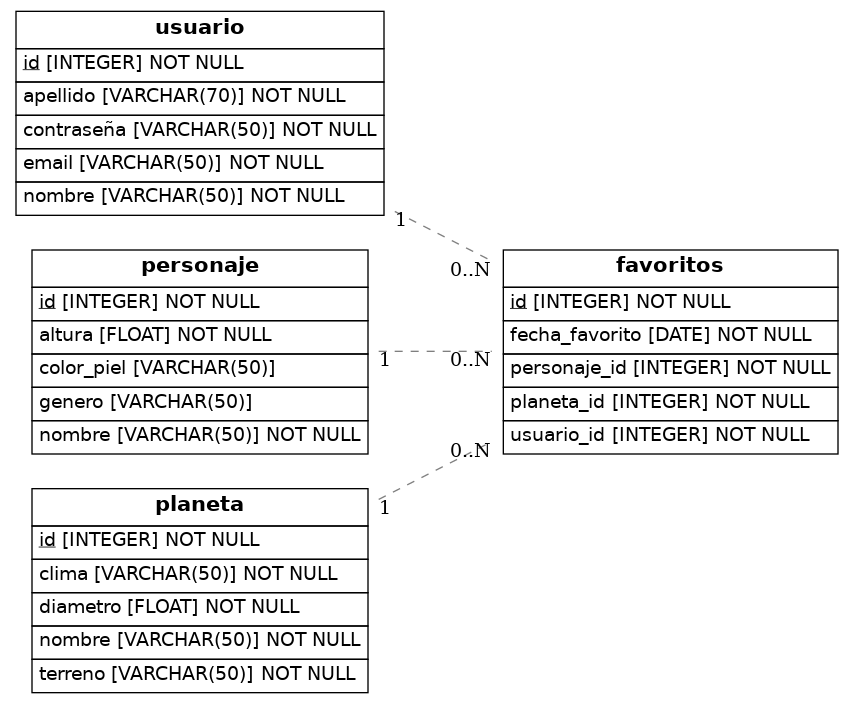 usuario
id [INTEGER] NOT NULL
apellido [VARCHAR(70)] NOT NULL
contraseña [VARCHAR(50)] NOT NULL
email [VARCHAR(50)] NOT NULL
nombre [VARCHAR(50)] NOT NULL
1
0..N
personaje
id [INTEGER] NOT NULL
altura [FLOAT] NOT NULL
color_piel [VARCHAR(50)]
genero [VARCHAR(50)]
nombre [VARCHAR(50)] NOT NULL
1
0..N
favoritos
id [INTEGER] NOT NULL
fecha_favorito [DATE] NOT NULL
personaje_id [INTEGER] NOT NULL
planeta_id [INTEGER] NOT NULL
usuario_id [INTEGER] NOT NULL
0..N
1
planeta
id [INTEGER] NOT NULL
clima [VARCHAR(50)] NOT NULL
diametro [FLOAT] NOT NULL
nombre [VARCHAR(50)] NOT NULL
terreno [VARCHAR(50)] NOT NULL